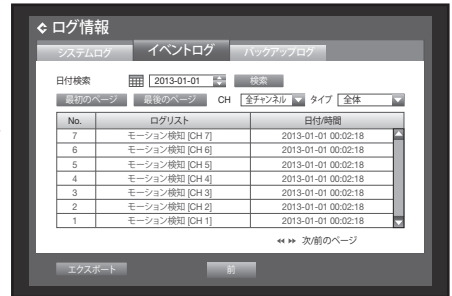 ログ情報
システムログ イベントログ バックアップログ
日付検索 2013-01-01 検索
最初のページ 最後のページ CH 全チャンネル タイプ 全体
No. ログリスト 日付/時間
7 モーション検知 [CH 7] 2013-01-01 00:02:18
6 モーション検知 [CH 6] 2013-01-01 00:02:18
5 モーション検知 [CH 5] 2013-01-01 00:02:18
4 モーション検知 [CH 4] 2013-01-01 00:02:18
3 モーション検知 [CH 3] 2013-01-01 00:02:18
2 モーション検知 [CH 2] 2013-01-01 00:02:18
1 モーション検知 [CH 1] 2013-01-01 00:02:18
次/前のページ
エクスポート 前